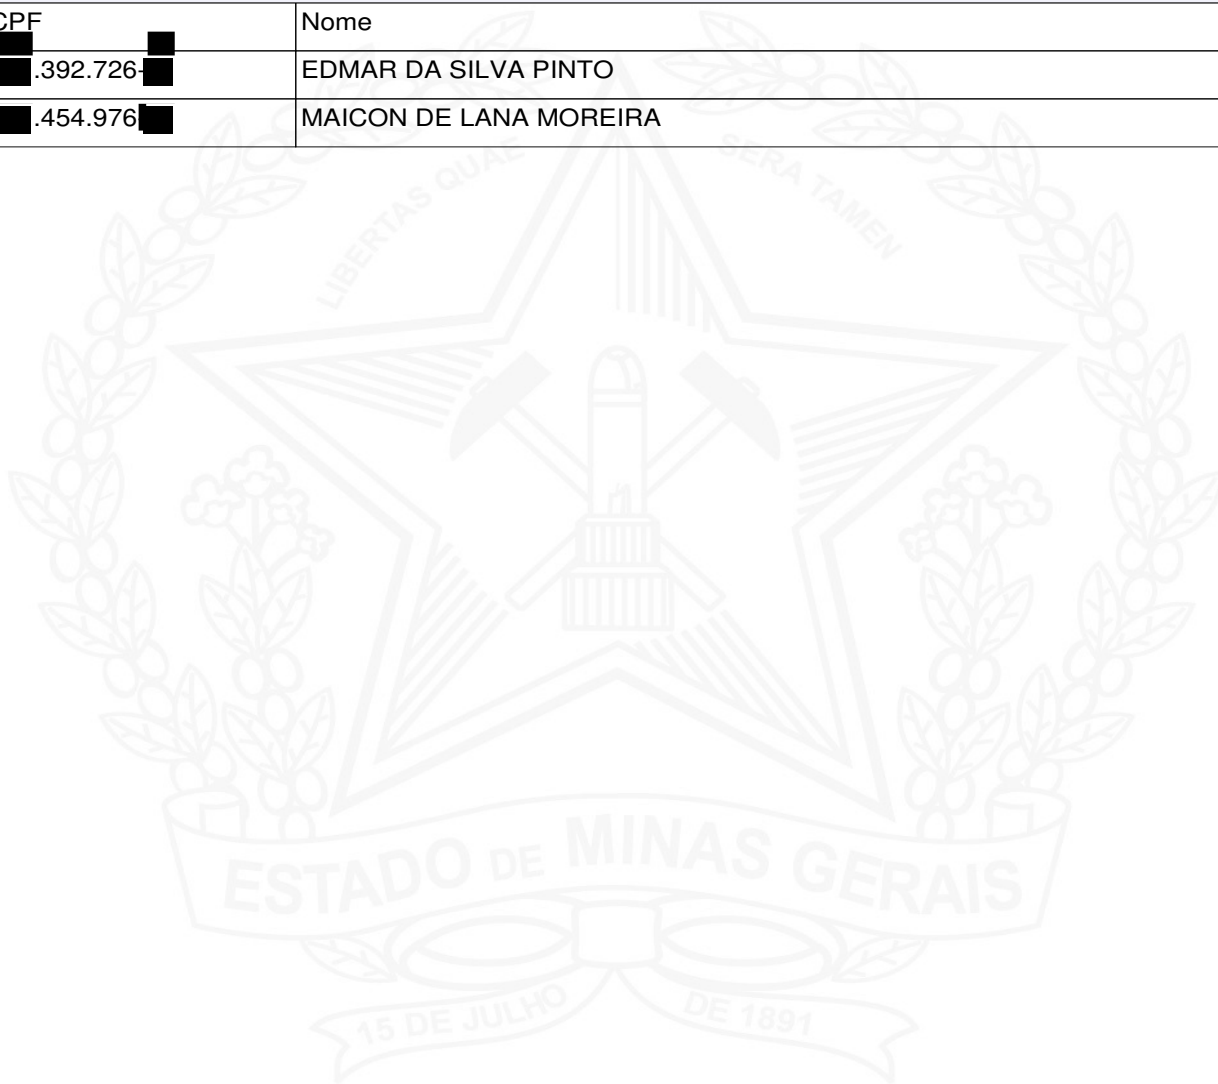 CPF Nome
.392.726- EDMAR DA SILVA PINTO
.454.976 MAICON DE LANA MOREIRA
LIBERTAS QUAE SERA TAMEN
ESTADO DE MINAS GERAIS
15 DE JULHO DE 1891